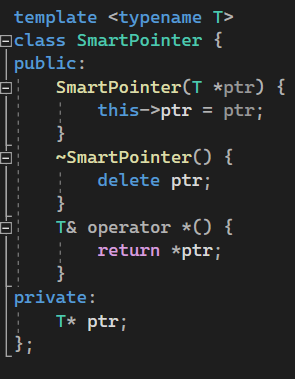 template <typename T>
class SmartPointer {
public:
    SmartPointer(T *ptr) {
        this->ptr = ptr;
    }
    ~SmartPointer() {
        delete ptr;
    }
    T& operator *() {
        return *ptr;
    }
private:
    T* ptr;
};